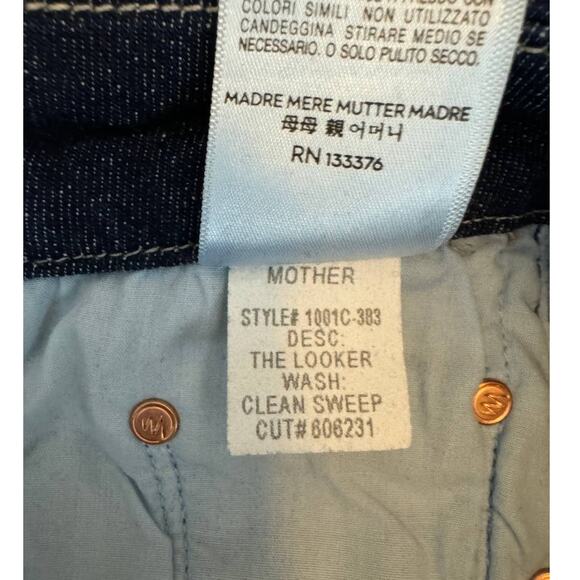 COLORI SIMILI NON UTILIZZATO
CANDEGGINA STIRARE MEDIO SE
NECESSARIO. O SOLO PULITO SECCO.
MADRE MERE MUTTER MADRE
母母 親 어머니
RN 133376
MOTHER
STYLE# 1001C-383
DESC:
THE LOOKER
WASH:
CLEAN SWEEP
CUT# 606231